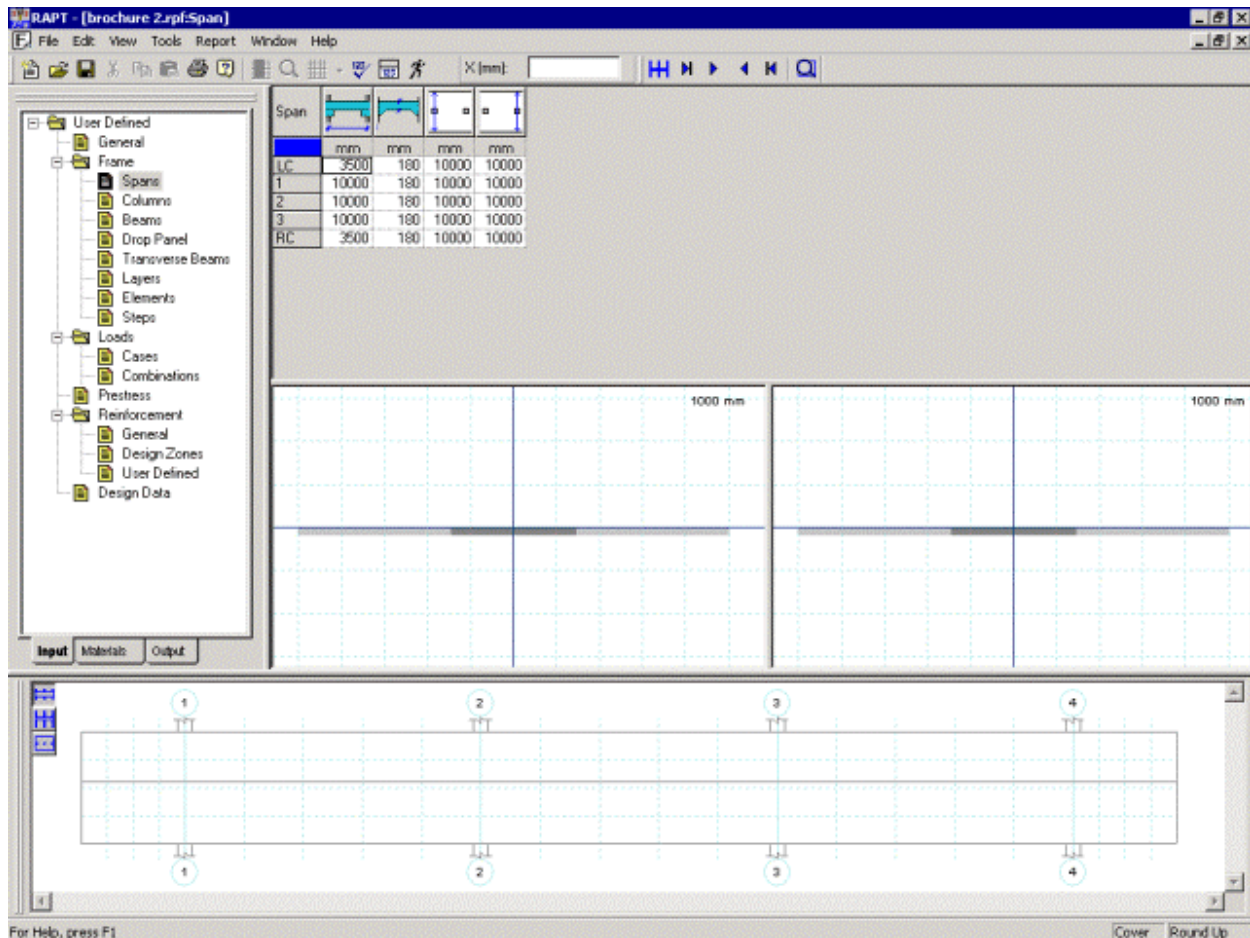 RAPT - [brochure 2.rpf:Span]
File Edit View Tools Report Window Help
X [mm]:
User Defined
General
Frame
Spans
Columns
Beams
Drop Panel
Transverse Beams
Layers
Elements
Steps
Loads
Cases
Combinations
Prestress
Reinforcement
General
Design Zones
User Defined
Design Data
Input Materials Output
Span
mm mm mm mm
LC 3500 180 10000 10000
1 10000 180 10000 10000
2 10000 180 10000 10000
3 10000 180 10000 10000
RC 3500 180 10000 10000
1000 mm 1000 mm
1 2 3 4
1 2 3 4
For Help, press F1 Cover Round Up